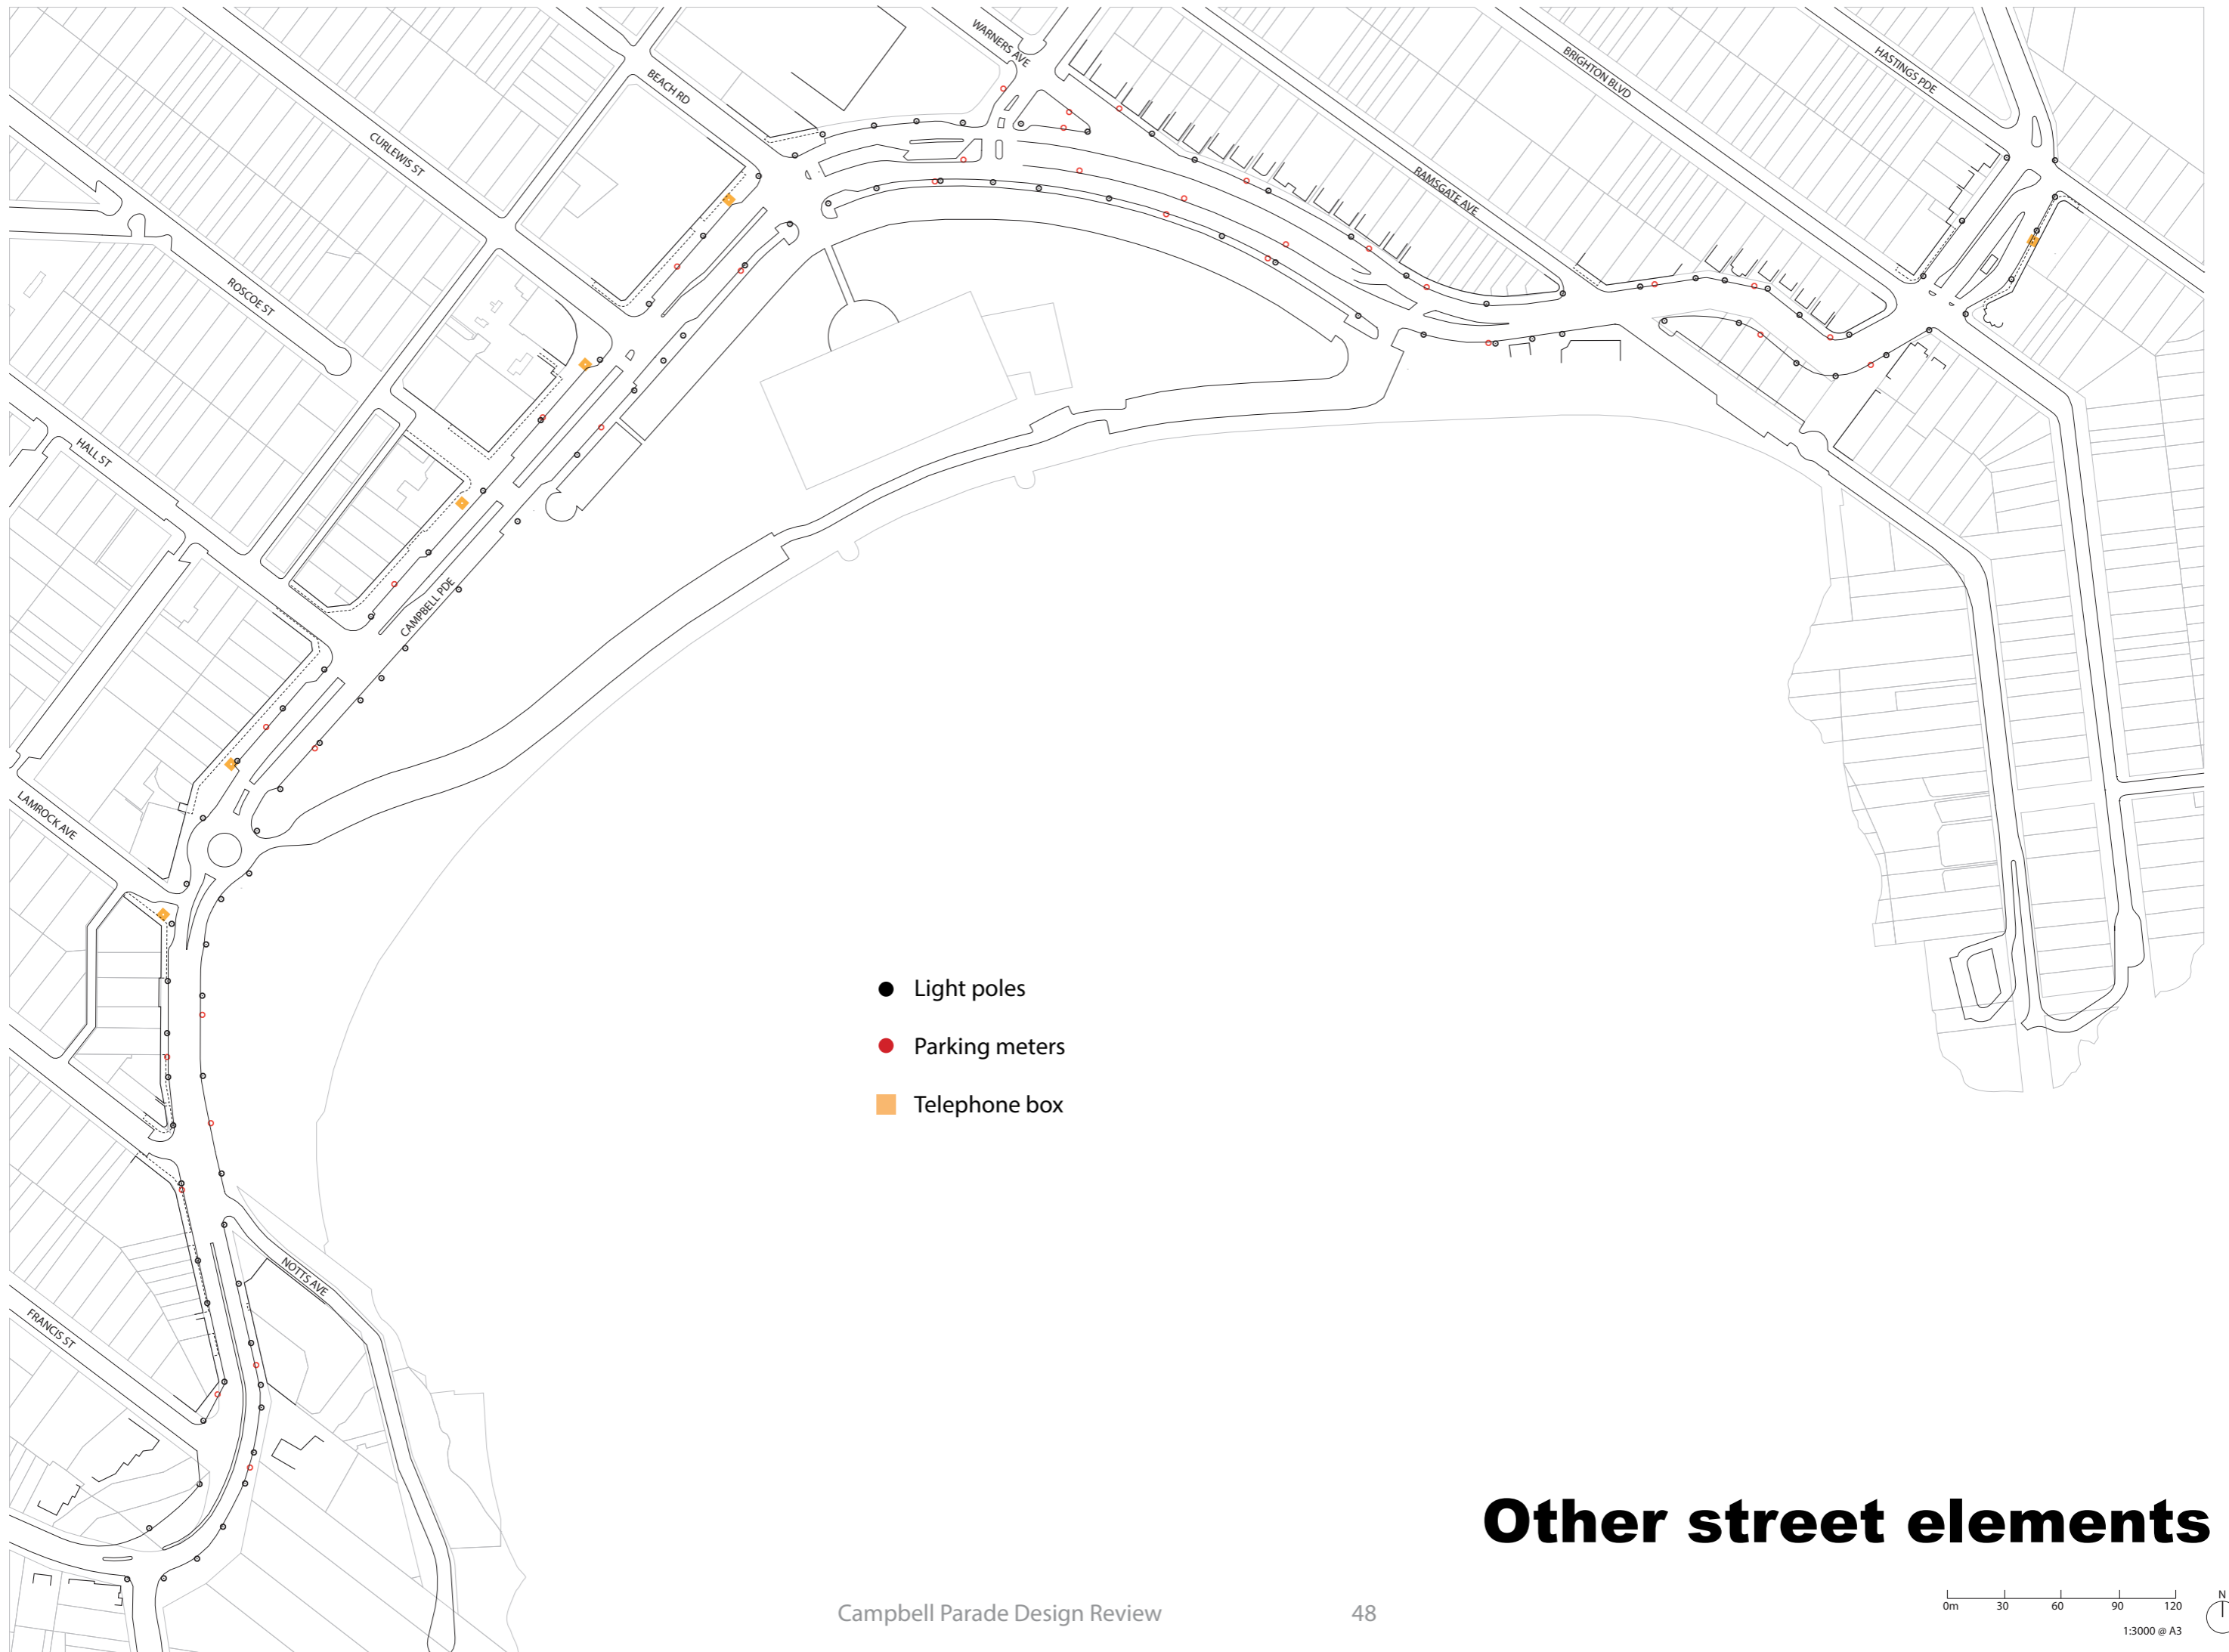 WARNERS AVE
BEACH RD
BRIGHTON BLVD
HASTINGS PDE
CURLEWIS ST
RAMSGATE AVE
ROSCOE ST
HALL ST
CAMPBELL PDE
LAMROCK AVE
Light poles
Parking meters
Telephone box
NOTTS AVE
FRANCIS ST
Other street elements
Campbell Parade Design Review 48
0m 30 60 90 120
N
1:3000 @ A3